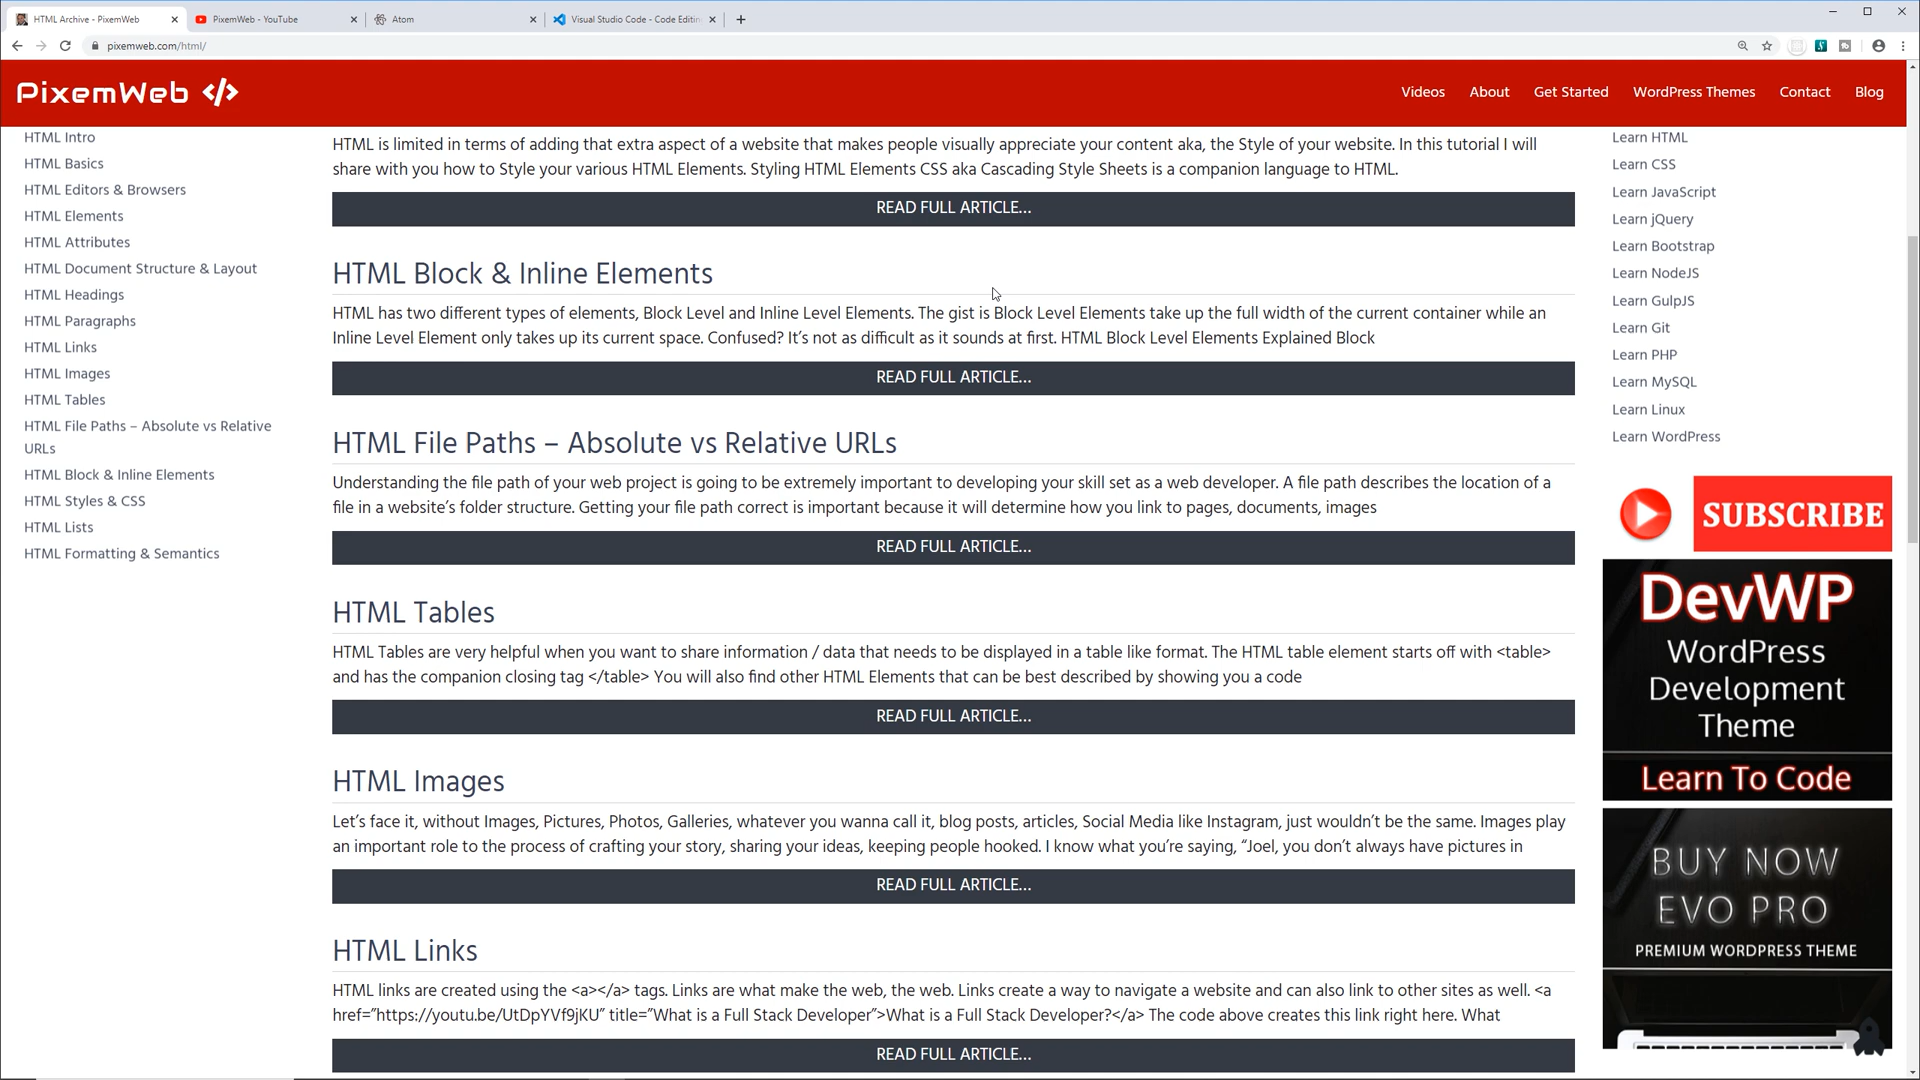 HTML Archive - PixemWeb
PixemWeb - YouTube
Atom
Visual Studio Code - Code Editin
pixemweb.com/html/
PixemWeb </>
Videos
About
Get Started
WordPress Themes
Contact
Blog
HTML Intro
HTML Basics
HTML Editors & Browsers
HTML Elements
HTML Attributes
HTML Document Structure & Layout
HTML Headings
HTML Paragraphs
HTML Links
HTML Images
HTML Tables
HTML File Paths – Absolute vs Relative
URLs
HTML Block & Inline Elements
HTML Styles & CSS
HTML Lists
HTML Formatting & Semantics
HTML is limited in terms of adding that extra aspect of a website that makes people visually appreciate your content aka, the Style of your website. In this tutorial I will
share with you how to Style your various HTML Elements. Styling HTML Elements CSS aka Cascading Style Sheets is a companion language to HTML.
READ FULL ARTICLE...
HTML Block & Inline Elements
HTML has two different types of elements, Block Level and Inline Level Elements. The gist is Block Level Elements take up the full width of the current container while an
Inline Level Element only takes up its current space. Confused? It’s not as difficult as it sounds at first. HTML Block Level Elements Explained Block
READ FULL ARTICLE...
HTML File Paths – Absolute vs Relative URLs
Understanding the file path of your web project is going to be extremely important to developing your skill set as a web developer. A file path describes the location of a
file in a website’s folder structure. Getting your file path correct is important because it will determine how you link to pages, documents, images
READ FULL ARTICLE...
HTML Tables
HTML Tables are very helpful when you want to share information / data that needs to be displayed in a table like format. The HTML table element starts off with <table>
and has the companion closing tag </table> You will also find other HTML Elements that can be best described by showing you a code
READ FULL ARTICLE...
HTML Images
Let’s face it, without Images, Pictures, Photos, Galleries, whatever you wanna call it, blog posts, articles, Social Media like Instagram, just wouldn’t be the same. Images play
an important role to the process of crafting your story, sharing your ideas, keeping people hooked. I know what you’re saying, “Joel, you don’t always have pictures in
READ FULL ARTICLE...
HTML Links
HTML links are created using the <a></a> tags. Links are what make the web, the web. Links create a way to navigate a website and can also link to other sites as well. <a
href=”https://youtu.be/UtDpYVf9jKU” title=”What is a Full Stack Developer”>What is a Full Stack Developer?</a> The code above creates this link right here. What
READ FULL ARTICLE...
Learn HTML
Learn CSS
Learn JavaScript
Learn jQuery
Learn Bootstrap
Learn NodeJS
Learn GulpJS
Learn Git
Learn PHP
Learn MySQL
Learn Linux
Learn WordPress
SUBSCRIBE
DevWP
WordPress
Development
Theme
Learn To Code
BUY NOW
EVO PRO
PREMIUM WORDPRESS THEME